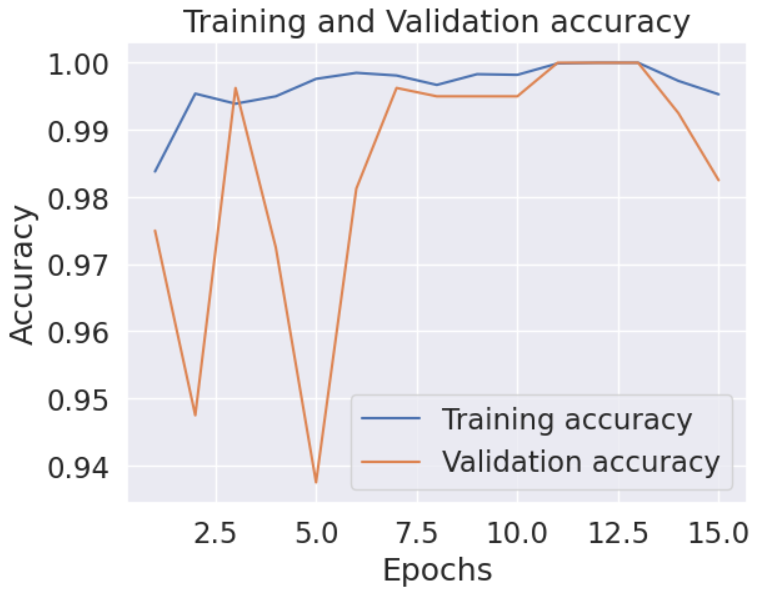 Training and Validation accuracy
Accuracy
1.00
0.99
0.98
0.97
0.96
0.95
0.94
Training accuracy
Validation accuracy
2.5 5.0 7.5 10.0 12.5 15.0
Epochs